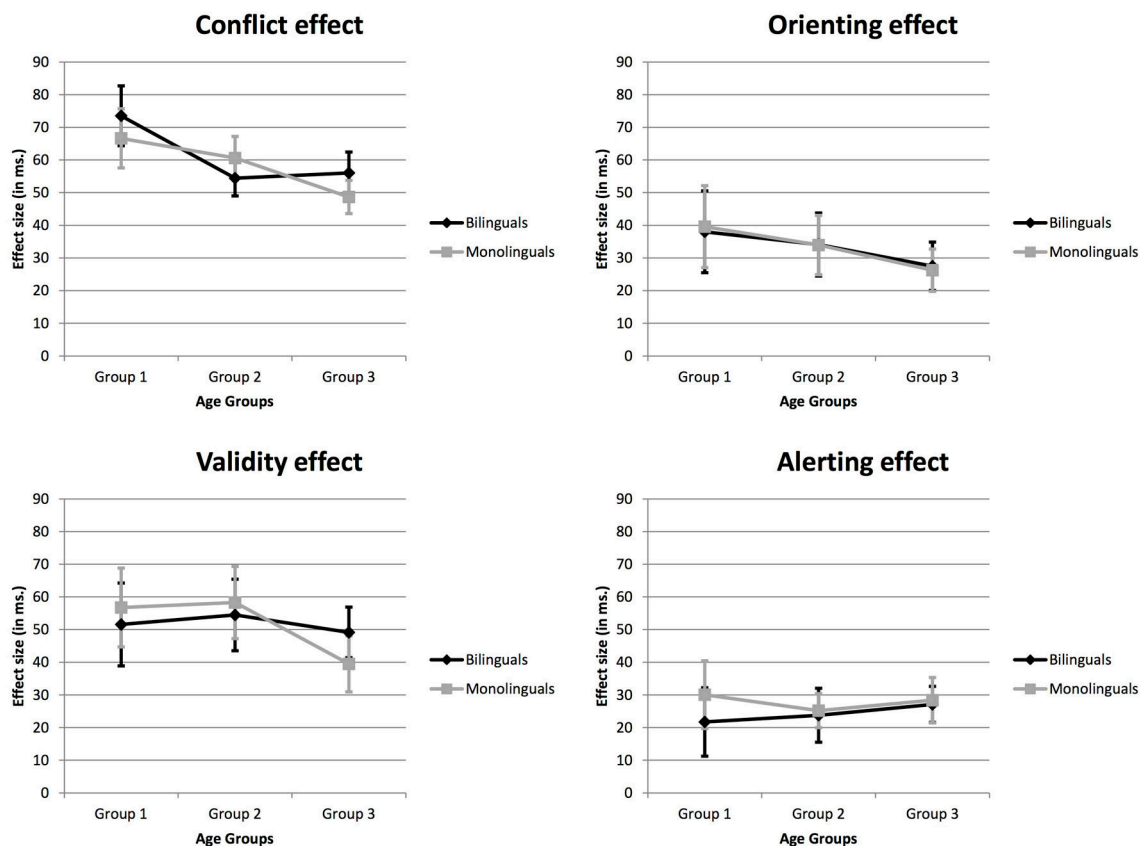 Conflict effect
90
80
70
60
50
40
30
20
10
0
Effect size (in ms.)
Group 1 Group 2 Group 3
Age Groups
Bilinguals
Monolinguals
Orienting effect
90
80
70
60
50
40
30
20
10
0
Effect size (in ms.)
Group 1 Group 2 Group 3
Age Groups
Bilinguals
Monolinguals
Validity effect
90
80
70
60
50
40
30
20
10
0
Effect size (in ms.)
Group 1 Group 2 Group 3
Age Groups
Bilinguals
Monolinguals
Alerting effect
90
80
70
60
50
40
30
20
10
0
Effect size (in ms.)
Group 1 Group 2 Group 3
Age Groups
Bilinguals
Monolinguals